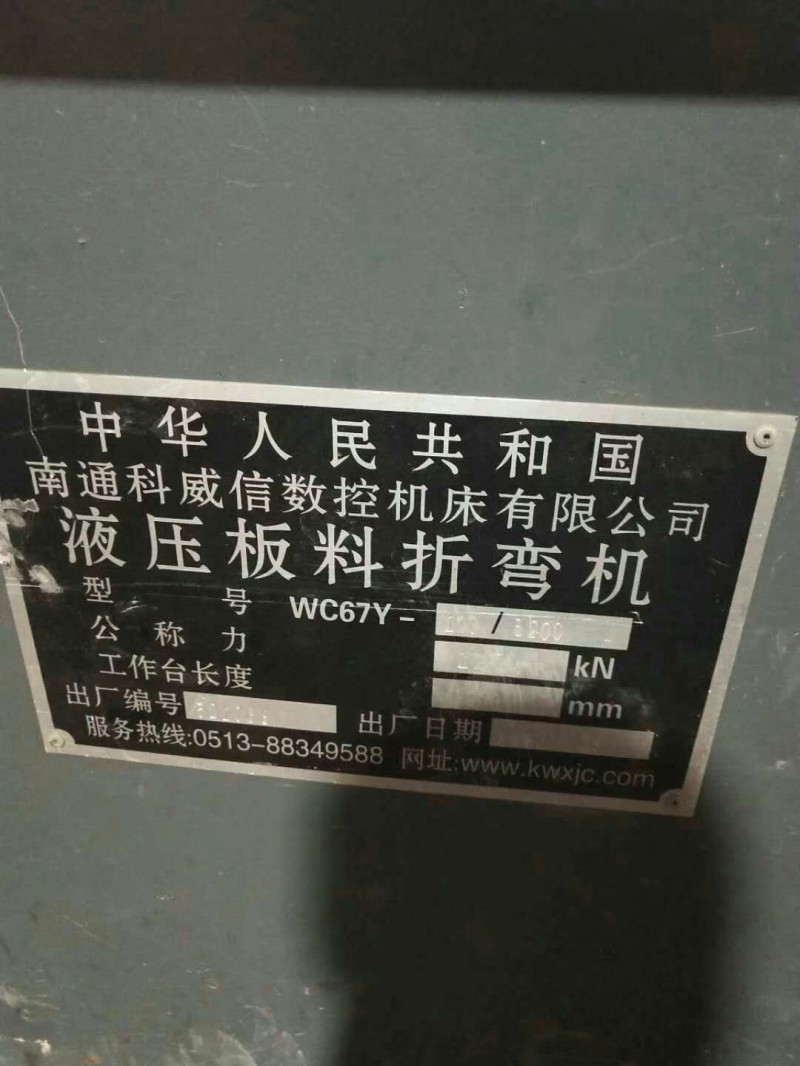 中华人民共和国
南通科威信数控机床有限公司
液压板料折弯机
型号 WC67Y-
公称力 kN
工作台长度 mm
出厂编号 出厂日期
服务热线:0513-88349588 网址:www.kwxjc.com